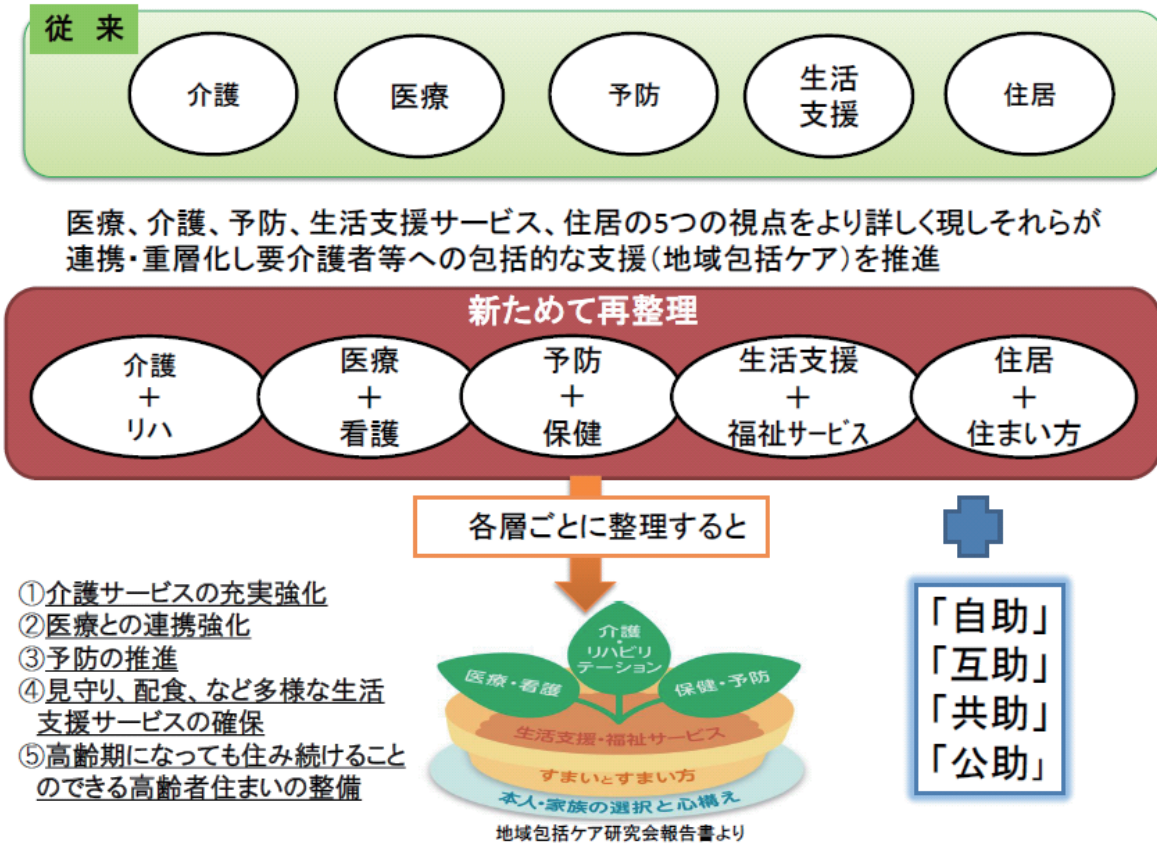 従 来
介護
医療
予防
生活
支援
住居
医療、介護、予防、生活支援サービス、住居の5つの視点をより詳しく現しそれらが
連携・重層化し要介護者等への包括的な支援(地域包括ケア)を推進
新ためて再整理
介護
+
リハ
医療
+
看護
予防
+
保健
生活支援
+
福祉サービス
住居
+
住まい方
各層ごとに整理すると
①介護サービスの充実強化
②医療との連携強化
③予防の推進
④見守り、配食、など多様な生活
支援サービスの確保
⑤高齢期になっても住み続けること
のできる高齢者住まいの整備
介護
・
リハビリ
テーション
医療・看護
保健・予防
生活支援・福祉サービス
すまいとすまい方
本人・家族の選択と心構え
地域包括ケア研究会報告書より
「自助」
「互助」
「共助」
「公助」